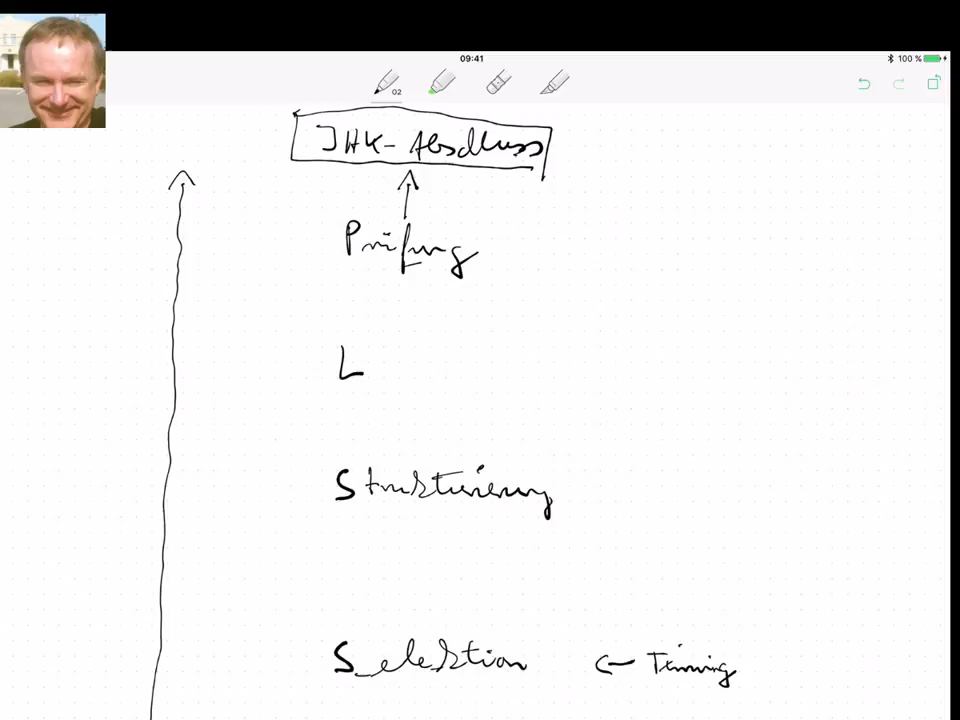 09:41
100 %
02
IHK-Abschluss
Prüfung
L
Strukturierung
Selektion ← Timing